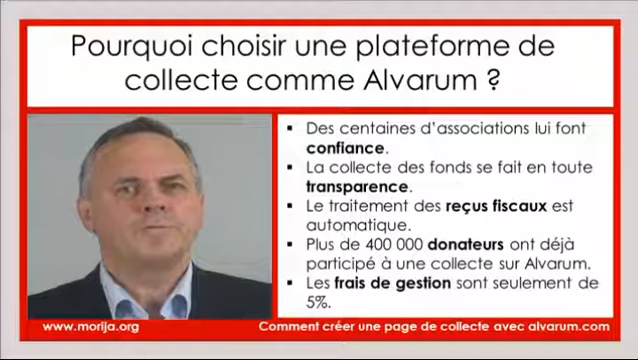 Pourquoi choisir une plateforme de
collecte comme Alvarum ?
▪ Des centaines d'associations lui font
confiance.
▪ La collecte des fonds se fait en toute
transparence.
▪ Le traitement des reçus fiscaux est
automatique.
▪ Plus de 400 000 donateurs ont déjà
participé à une collecte sur Alvarum.
▪ Les frais de gestion sont seulement de
5%.
www.morija.org
Comment créer une page de collecte avec alvarum.com